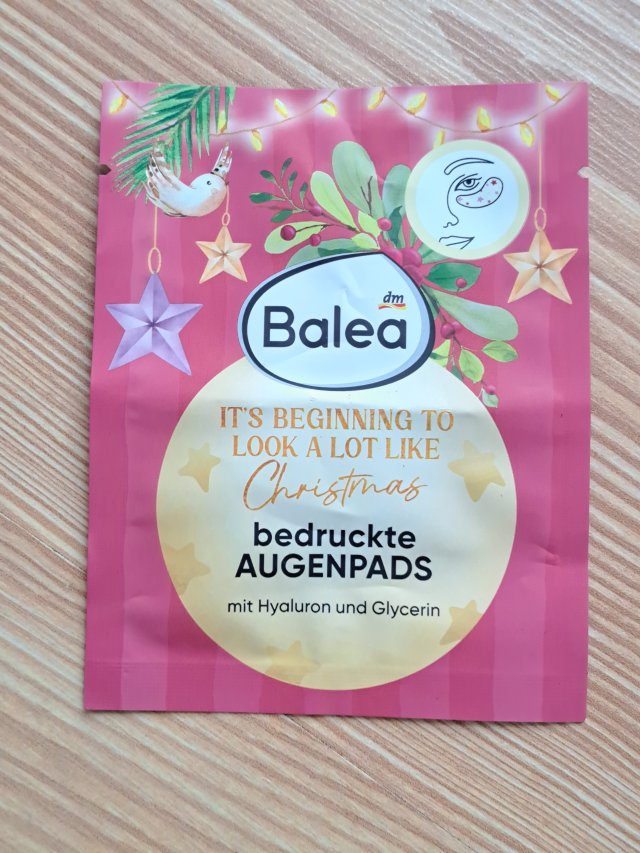 dm
Balea
IT'S BEGINNING TO
LOOK A LOT LIKE
Christmas
bedruckte
AUGENPADS
mit Hyaluron und Glycerin